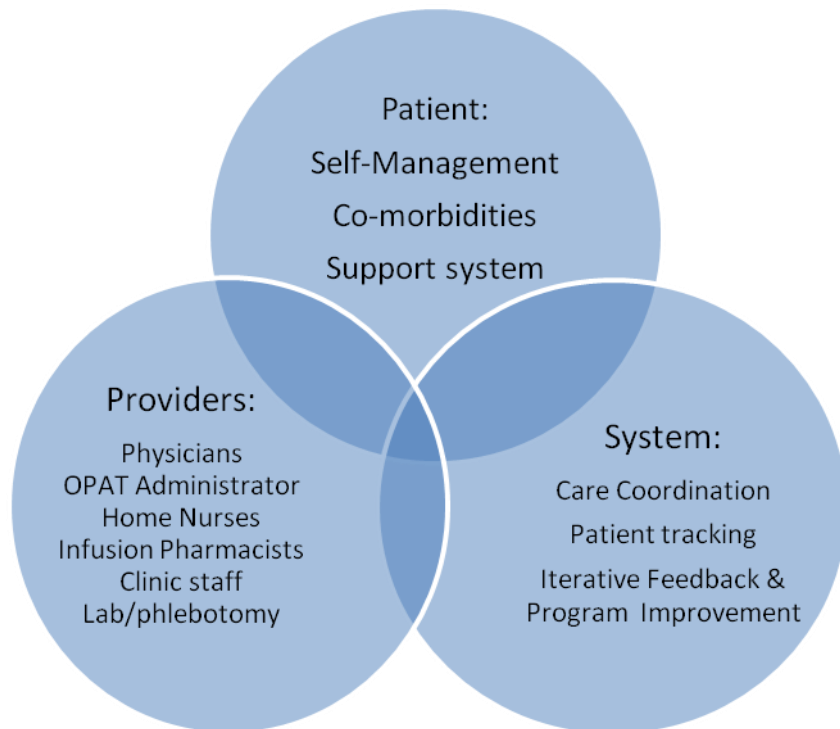 Patient:
Self-Management
Co-morbidities
Support system
Providers:
Physicians
OPAT Administrator
Home Nurses
Infusion Pharmacists
Clinic staff
Lab/phlebotomy
System:
Care Coordination
Patient tracking
Iterative Feedback &
Program Improvement